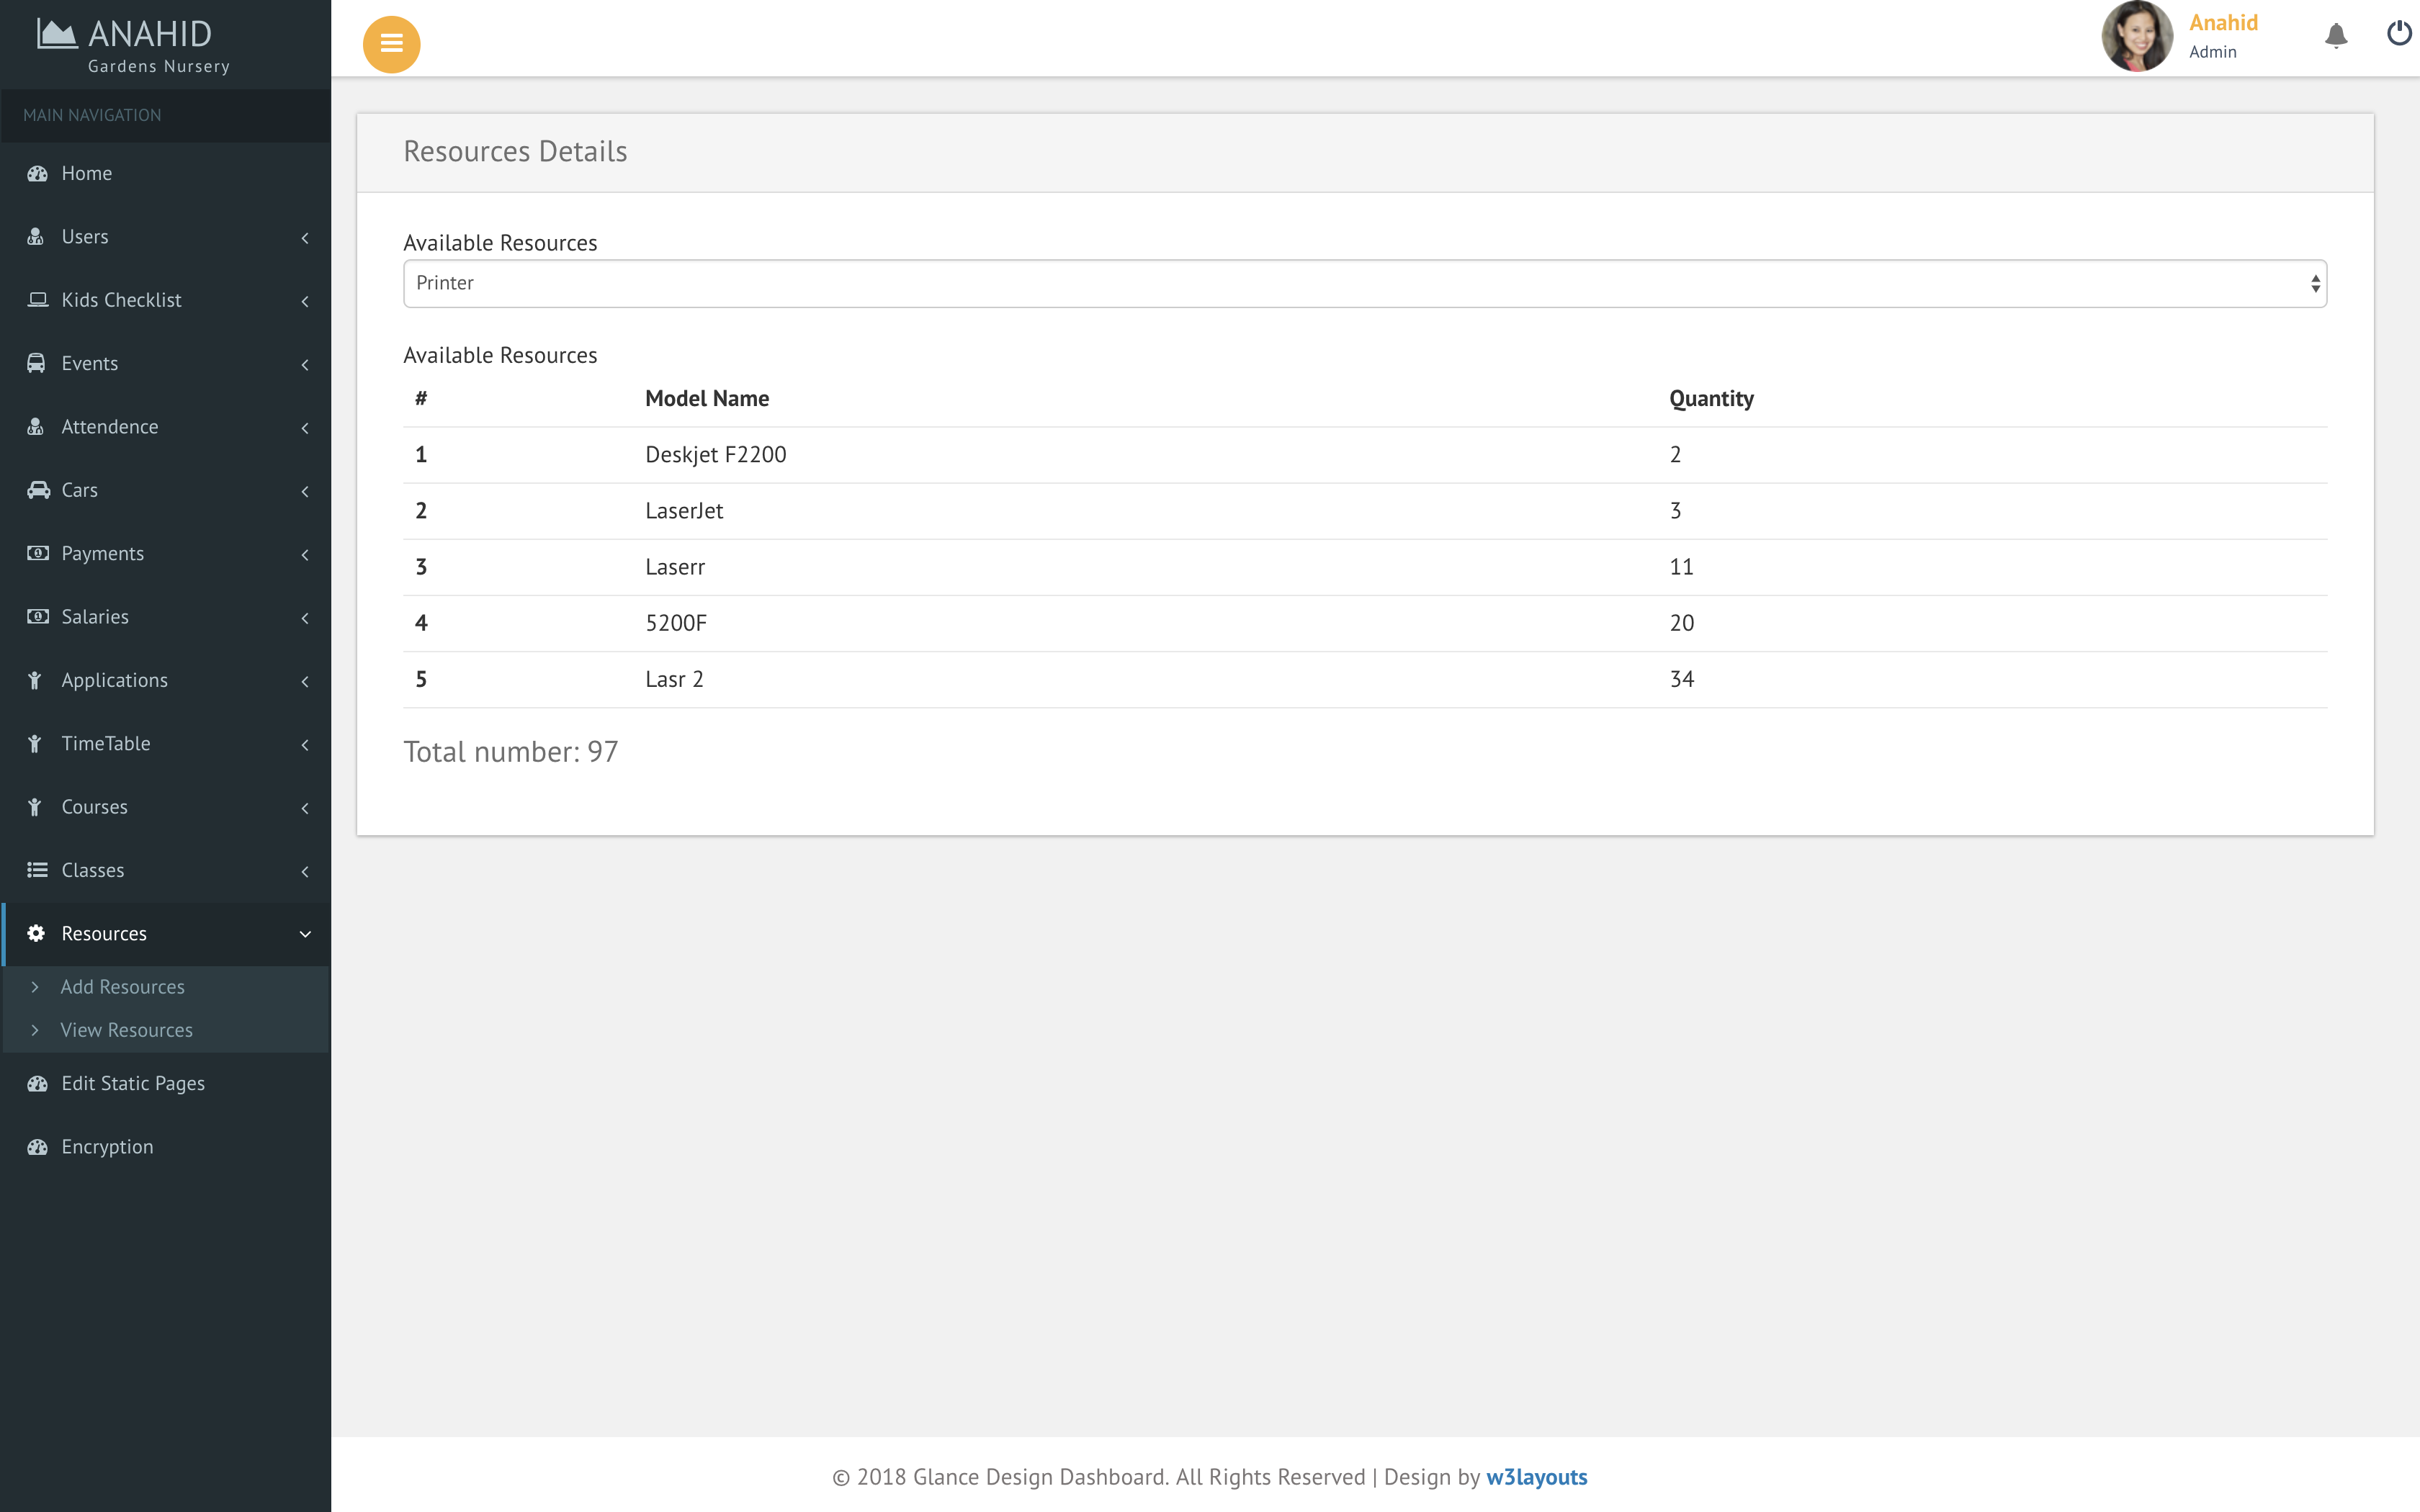 ANAHID
Gardens Nursery
MAIN NAVIGATION
Home
Users
Kids Checklist
Events
Attendence
Cars
Payments
Salaries
Applications
TimeTable
Courses
Classes
Resources
Add Resources
View Resources
Edit Static Pages
Encryption
Anahid
Admin
Resources Details
Available Resources
Printer
Available Resources
# Model Name Quantity
1 Deskjet F2200 2
2 LaserJet 3
3 Laserr 11
4 5200F 20
5 Lasr 2 34
Total number: 97
© 2018 Glance Design Dashboard. All Rights Reserved | Design by w3layouts